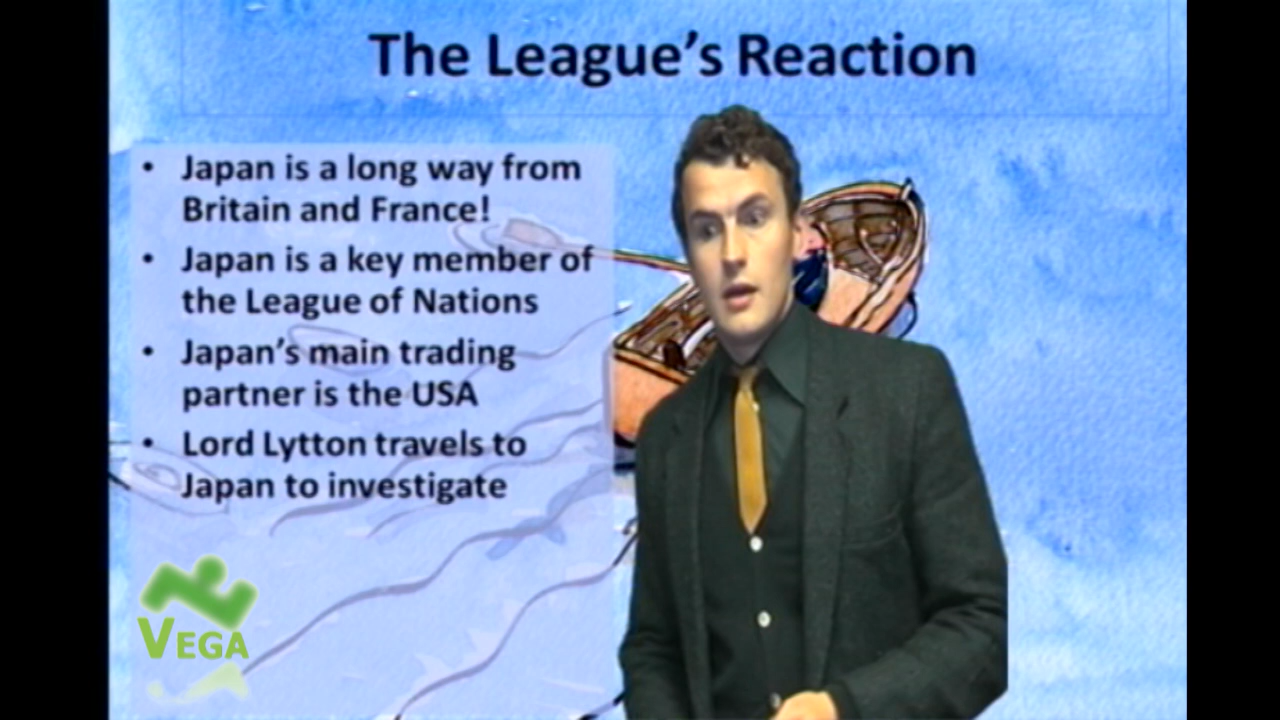 The League’s Reaction
• Japan is a long way from
Britain and France!
• Japan is a key member of
the League of Nations
• Japan’s main trading
partner is the USA
• Lord Lytton travels to
Japan to investigate
VEGA